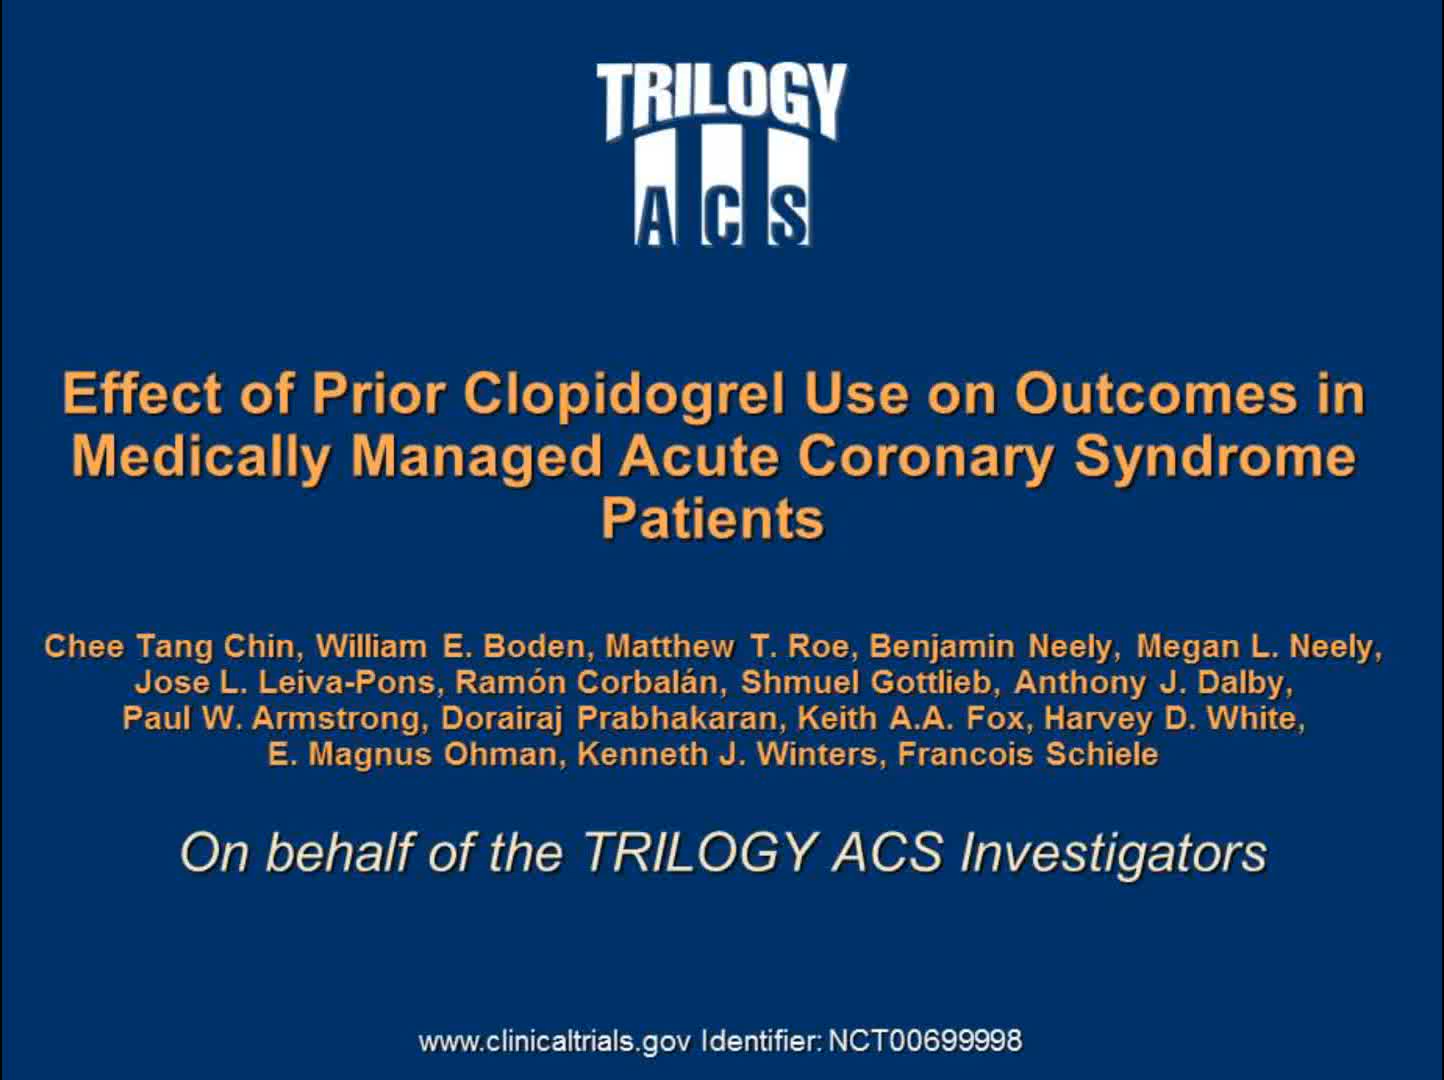 TRILOGY
ACS
Effect of Prior Clopidogrel Use on Outcomes in
Medically Managed Acute Coronary Syndrome
Patients
Chee Tang Chin, William E. Boden, Matthew T. Roe, Benjamin Neely, Megan L. Neely,
Jose L. Leiva-Pons, Ramón Corbalán, Shmuel Gottlieb, Anthony J. Dalby,
Paul W. Armstrong, Dorairaj Prabhakaran, Keith A.A. Fox, Harvey D. White,
E. Magnus Ohman, Kenneth J. Winters, Francois Schiele
On behalf of the TRILOGY ACS Investigators
www.clinicaltrials.gov Identifier: NCT00699998